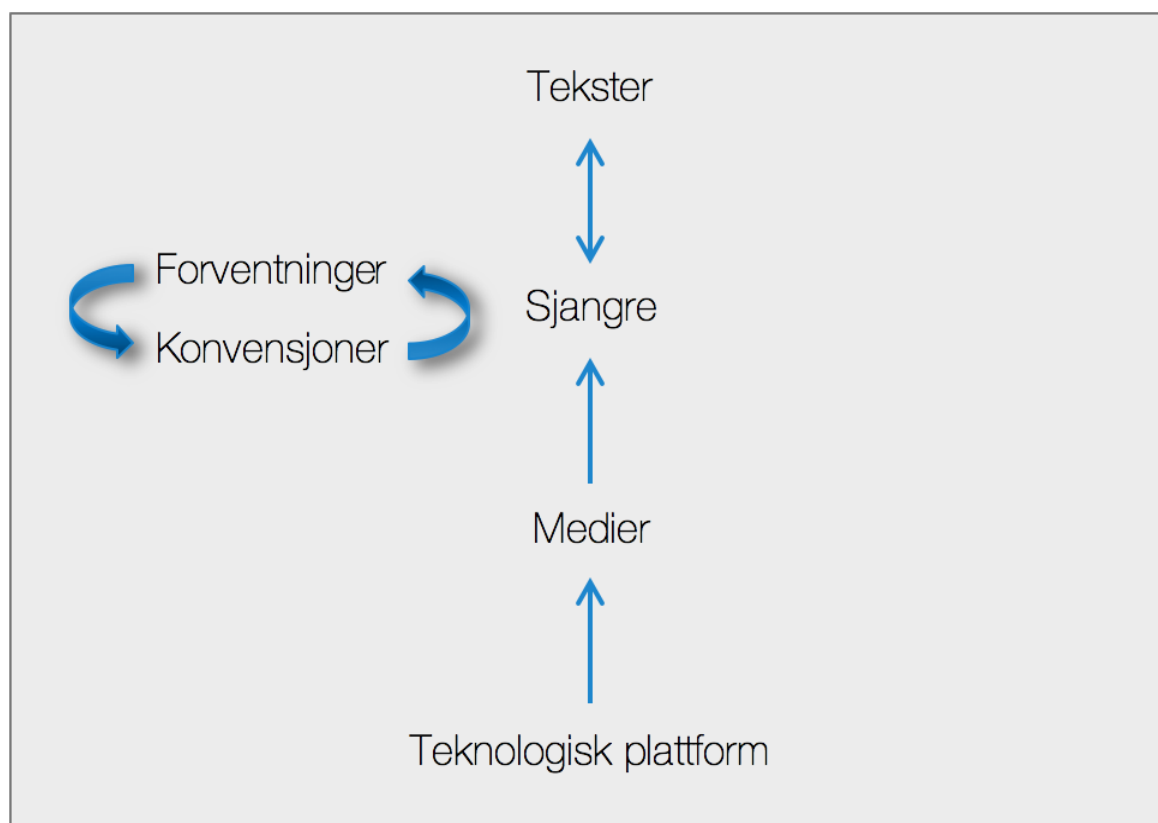 Tekster
Forventninger
Konvensjoner
Sjangre
Medier
Teknologisk plattform